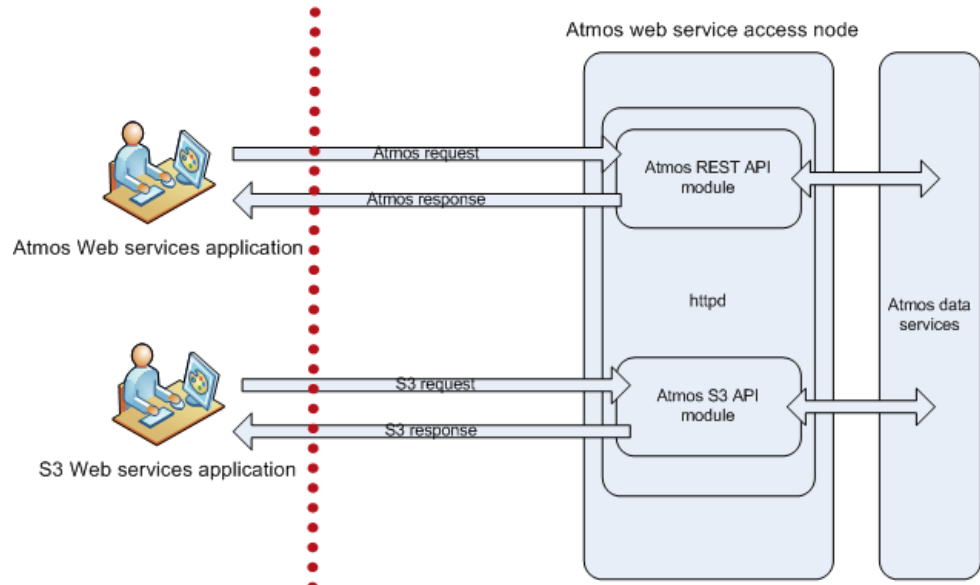 Atmos web service access node
Atmos request
Atmos REST API
module
Atmos response
Atmos Web services application
httpd
Atmos data
services
S3 request
Atmos S3 API
module
S3 response
S3 Web services application